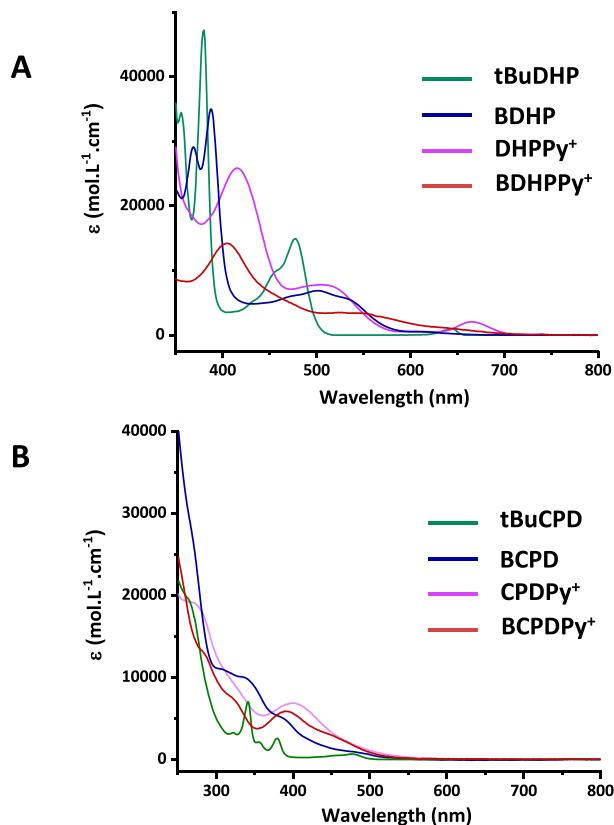 A
40000
20000
0
ε (mol.L-1.cm-1)
tBuDHP
BDHP
DHPPy+
BDHPPy+
400 500 600 700 800
Wavelength (nm)
B
40000
30000
20000
10000
0
ε (mol.L-1.cm-1)
tBuCPD
BCPD
CPDPy+
BCPDPy+
300 400 500 600 700 800
Wavelength (nm)